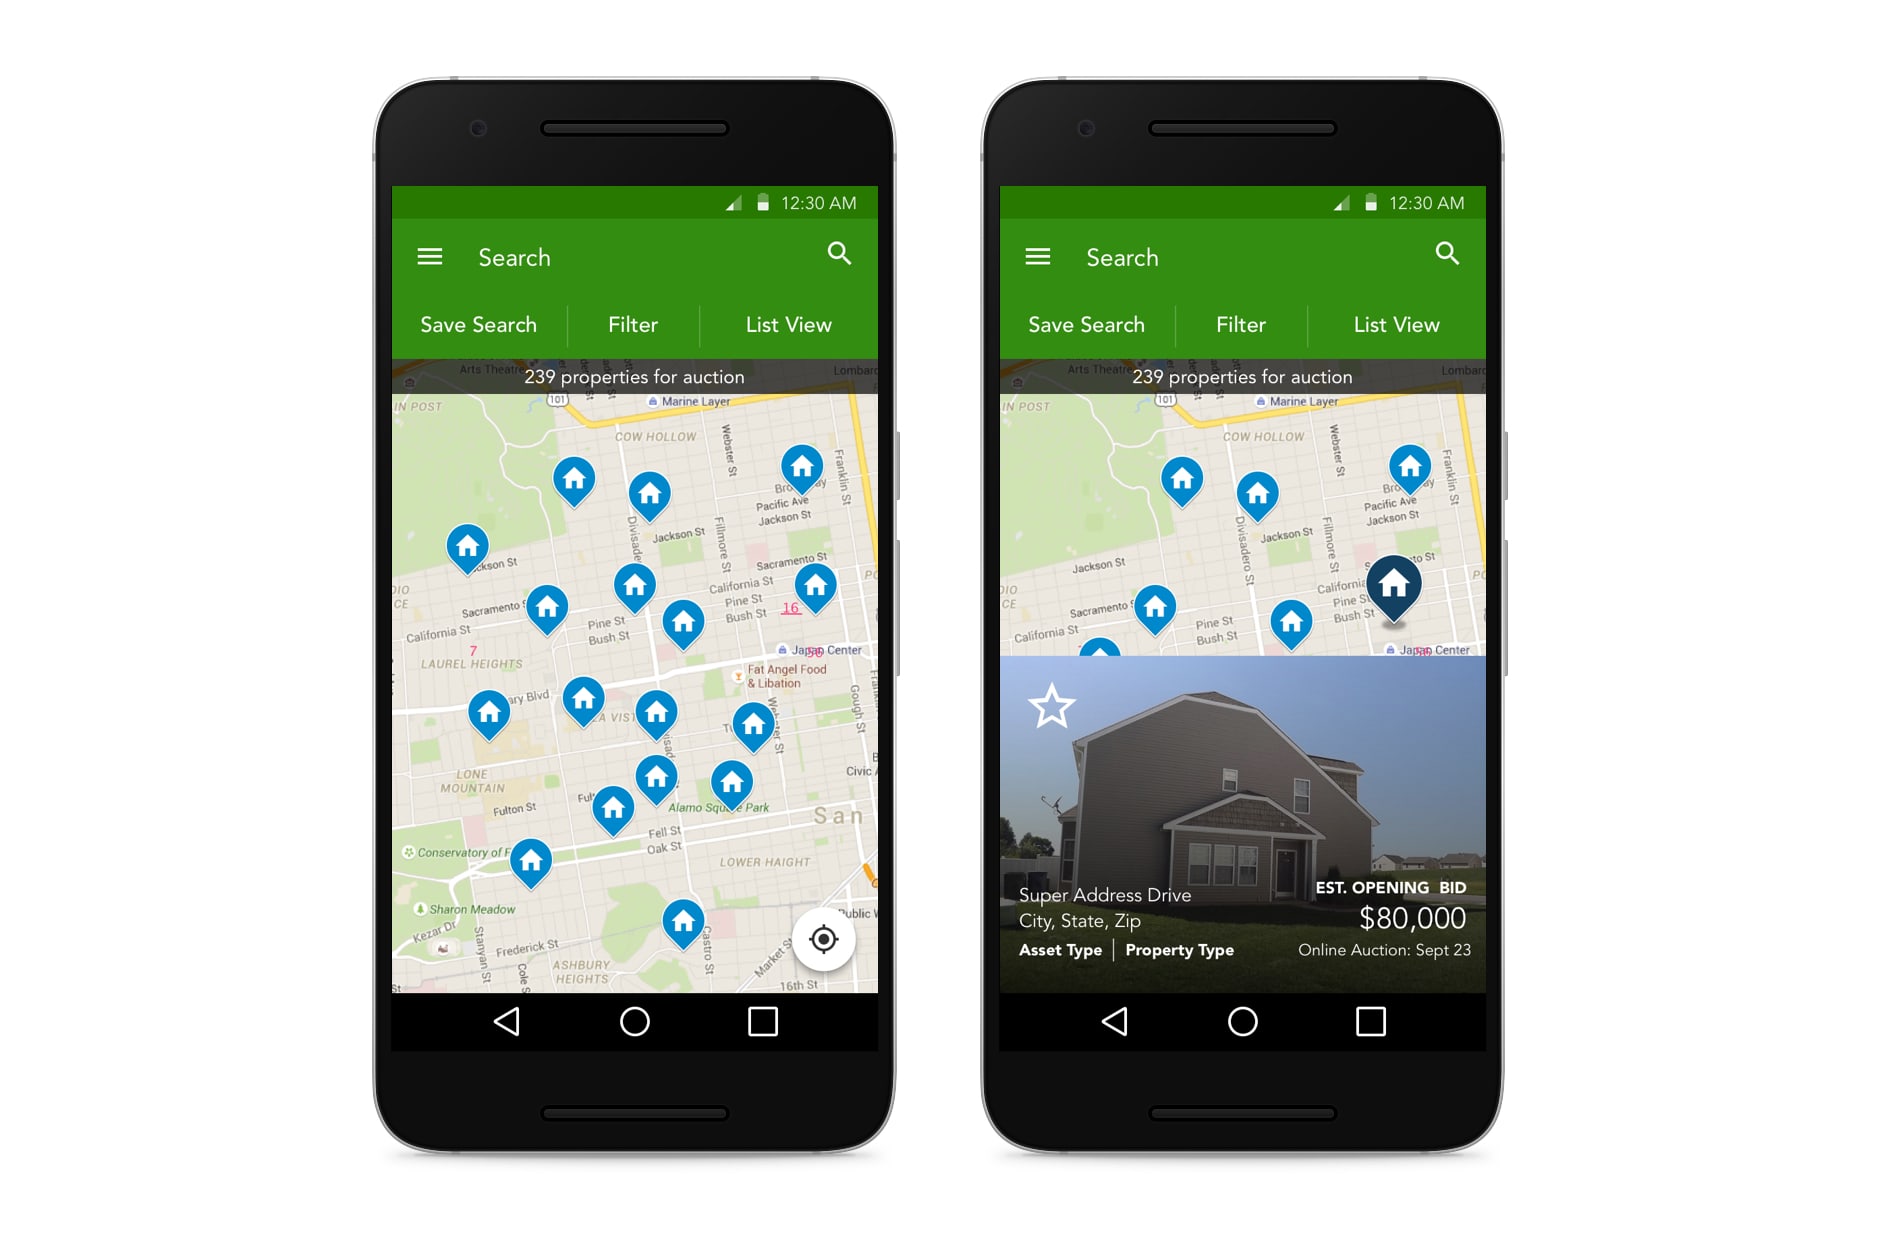 12:30 AM
Search
Save Search
Filter
List View
Arts Theatre
239 properties for auction
Lombard
IN POST
101
Marine Layer
COW HOLLOW
Webster St
Franklin St
Pacific Ave
Jackson St
Divisadero St
Fillmore St
Jackson St
Jackson St
Sacramento St
California St
Sacramento
Pine St
Bush St
16
Pine St
Bush St
California St
7
LAUREL HEIGHTS
56
Japan Center
Fat Angel Food
& Libation
Gough St
Webster St
LONE
MOUNTAIN
Civic
Fulton St
Alamo Square Park
San
Fell St
Oak St
Conservatory of F
LOWER HAIGHT
Sharon Meadow
Public
Kezar Dr
Stanyan St
Frederick St
Cole S
Castro St
Market St
ASHBURY
HEIGHTS
16th St
12:30 AM
Search
Save Search
Filter
List View
Arts Theatre
239 properties for auction
Lombard
IN POST
101
Marine Layer
COW HOLLOW
Webster St
Franklin St
Pacific Ave
Jackson St
Divisadero St
Fillmore St
Jackson St
Jackson St
California
Sacramento
Pine St
Bush St
California St
Pine St
Bush St
56
Japan Center
Super Address Drive
City, State, Zip
Asset Type | Property Type
EST. OPENING BID
$80,000
Online Auction: Sept 23